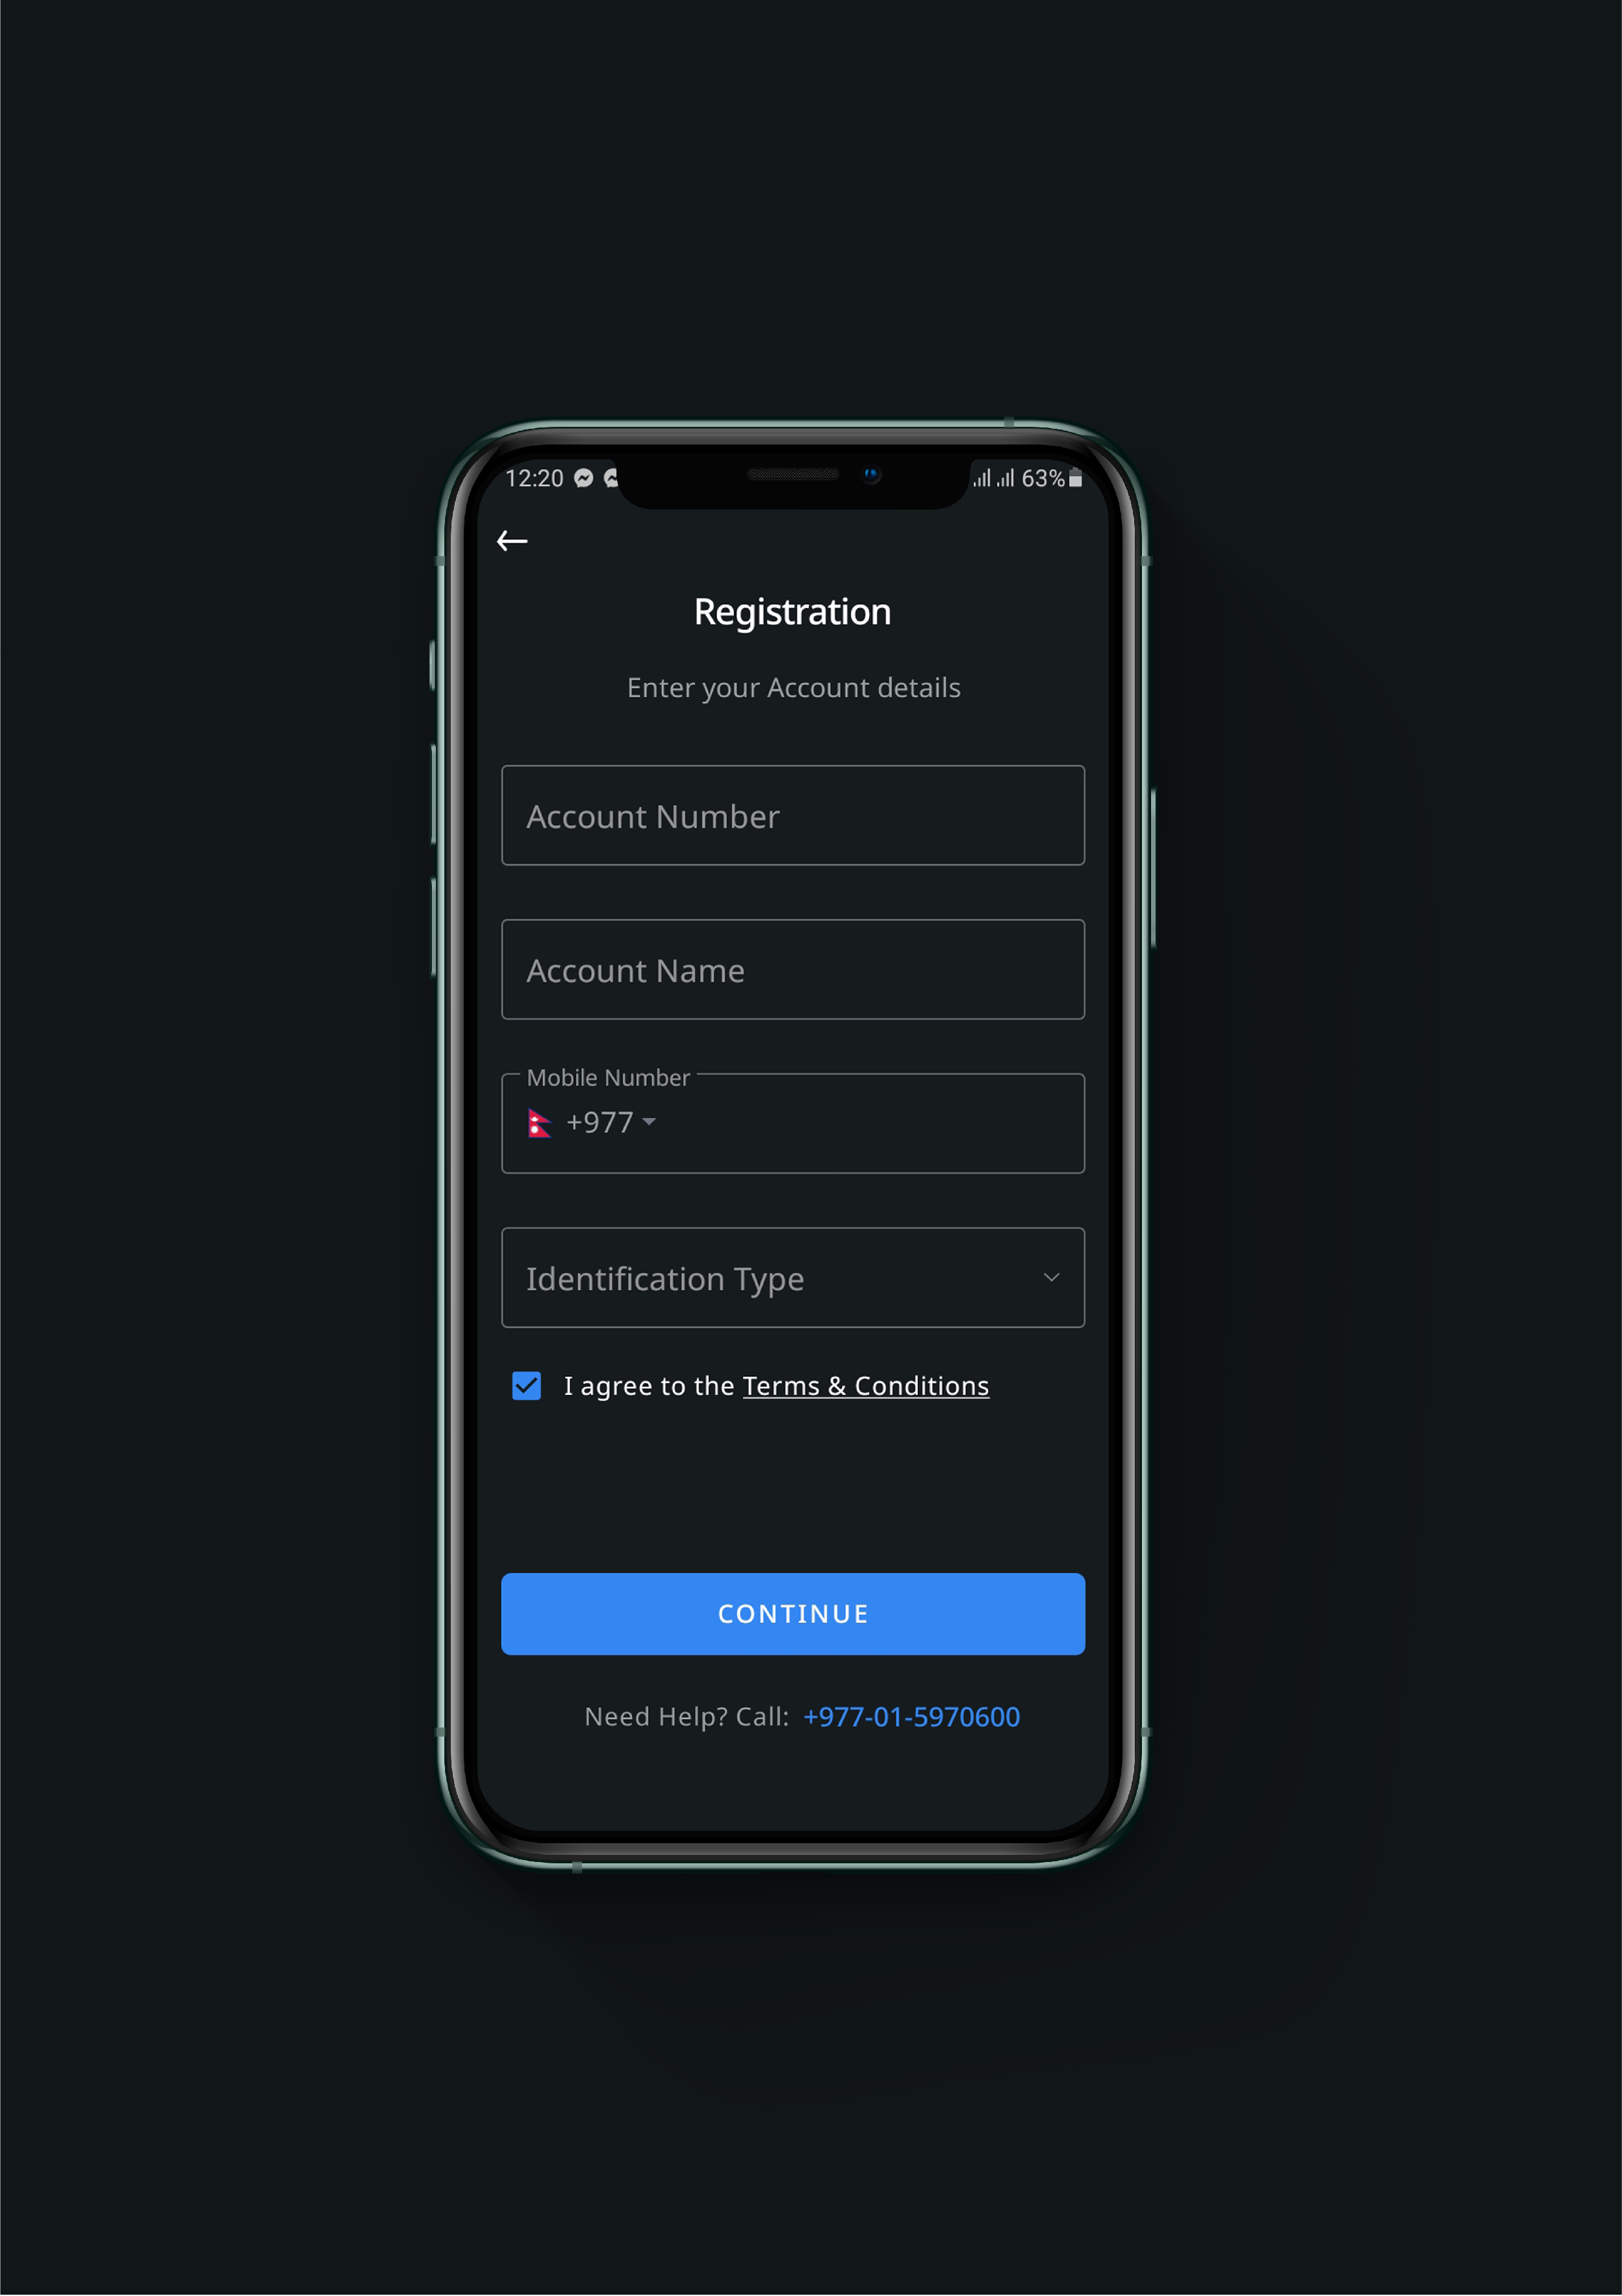 12:20 63%
Registration
Enter your Account details
Account Number
Account Name
Mobile Number
+977
Identification Type
I agree to the Terms & Conditions
CONTINUE
Need Help? Call: +977-01-5970600